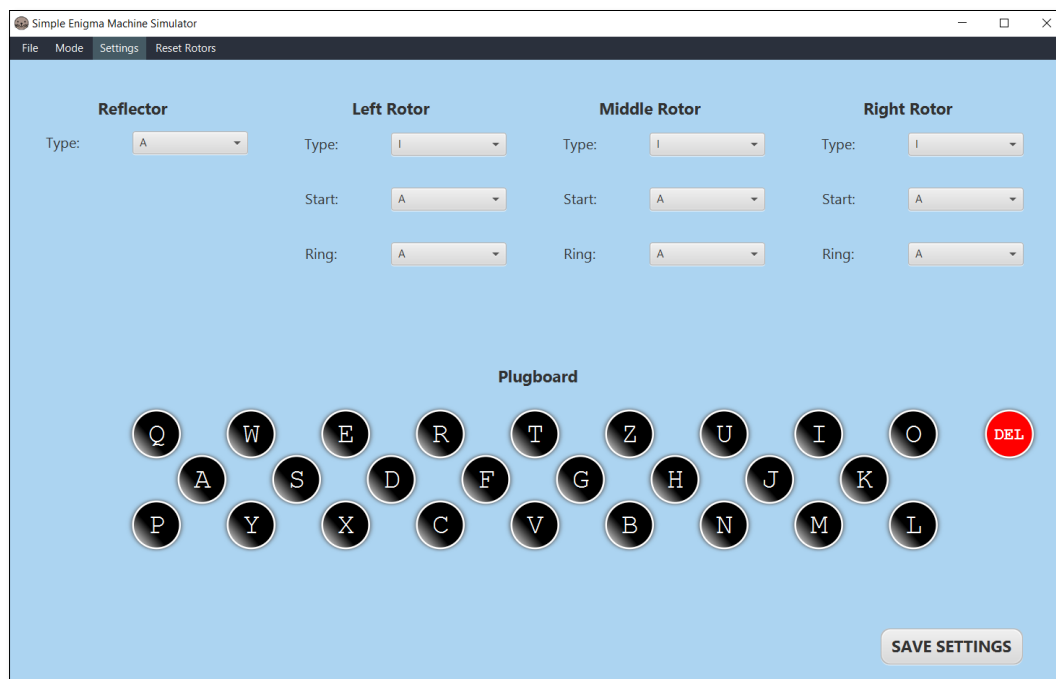 Simple Enigma Machine Simulator
File Mode Settings Reset Rotors
Reflector Left Rotor Middle Rotor Right Rotor
Type: A Type: I Type: I Type: I
Start: A Start: A Start: A
Ring: A Ring: A Ring: A
Plugboard
Q W E R T Z U I O DEL
A S D F G H J K
P Y X C V B N M L
SAVE SETTINGS